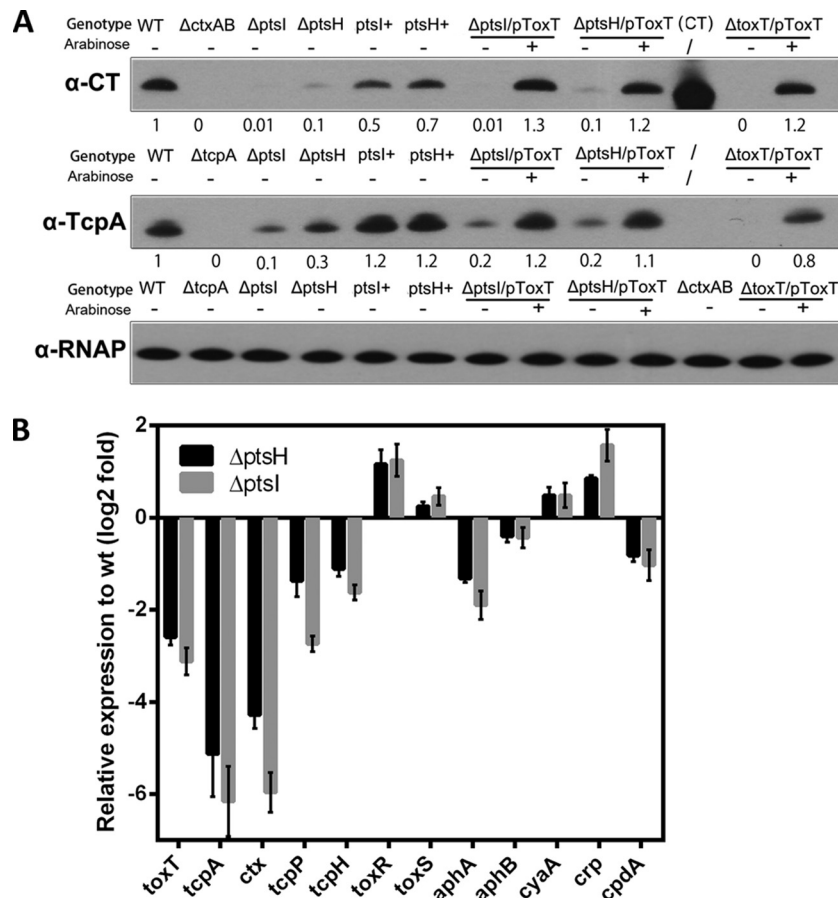 A
Genotype WT ΔctxAB ΔptsI ΔptsH ptsI+ ptsH+ ΔptsI/pToxT ΔptsH/pToxT (CT) ΔtoxT/pToxT
Arabinose - - - - - - - + - + / - +
α-CT
1 0 0.01 0.1 0.5 0.7 0.01 1.3 0.1 1.2 0 1.2
Genotype WT ΔtcpA ΔptsI ΔptsH ptsI+ ptsH+ ΔptsI/pToxT ΔptsH/pToxT / ΔtoxT/pToxT
Arabinose - - - - - - - + - + / - +
α-TcpA
1 0 0.1 0.3 1.2 1.2 0.2 1.2 0.2 1.1 0 0.8
Genotype WT ΔtcpA ΔptsI ΔptsH ptsI+ ptsH+ ΔptsI/pToxT ΔptsH/pToxT ΔctxAB ΔtoxT/pToxT
Arabinose - - - - - - - + - + - - +
α-RNAP
B
Relative expression to wt (log2 fold)
2
0
-2
-4
-6
ΔptsH
ΔptsI
toxT tcpA ctx tcpP tcpH toxR toxS aphA aphB cyaA crp cpdA